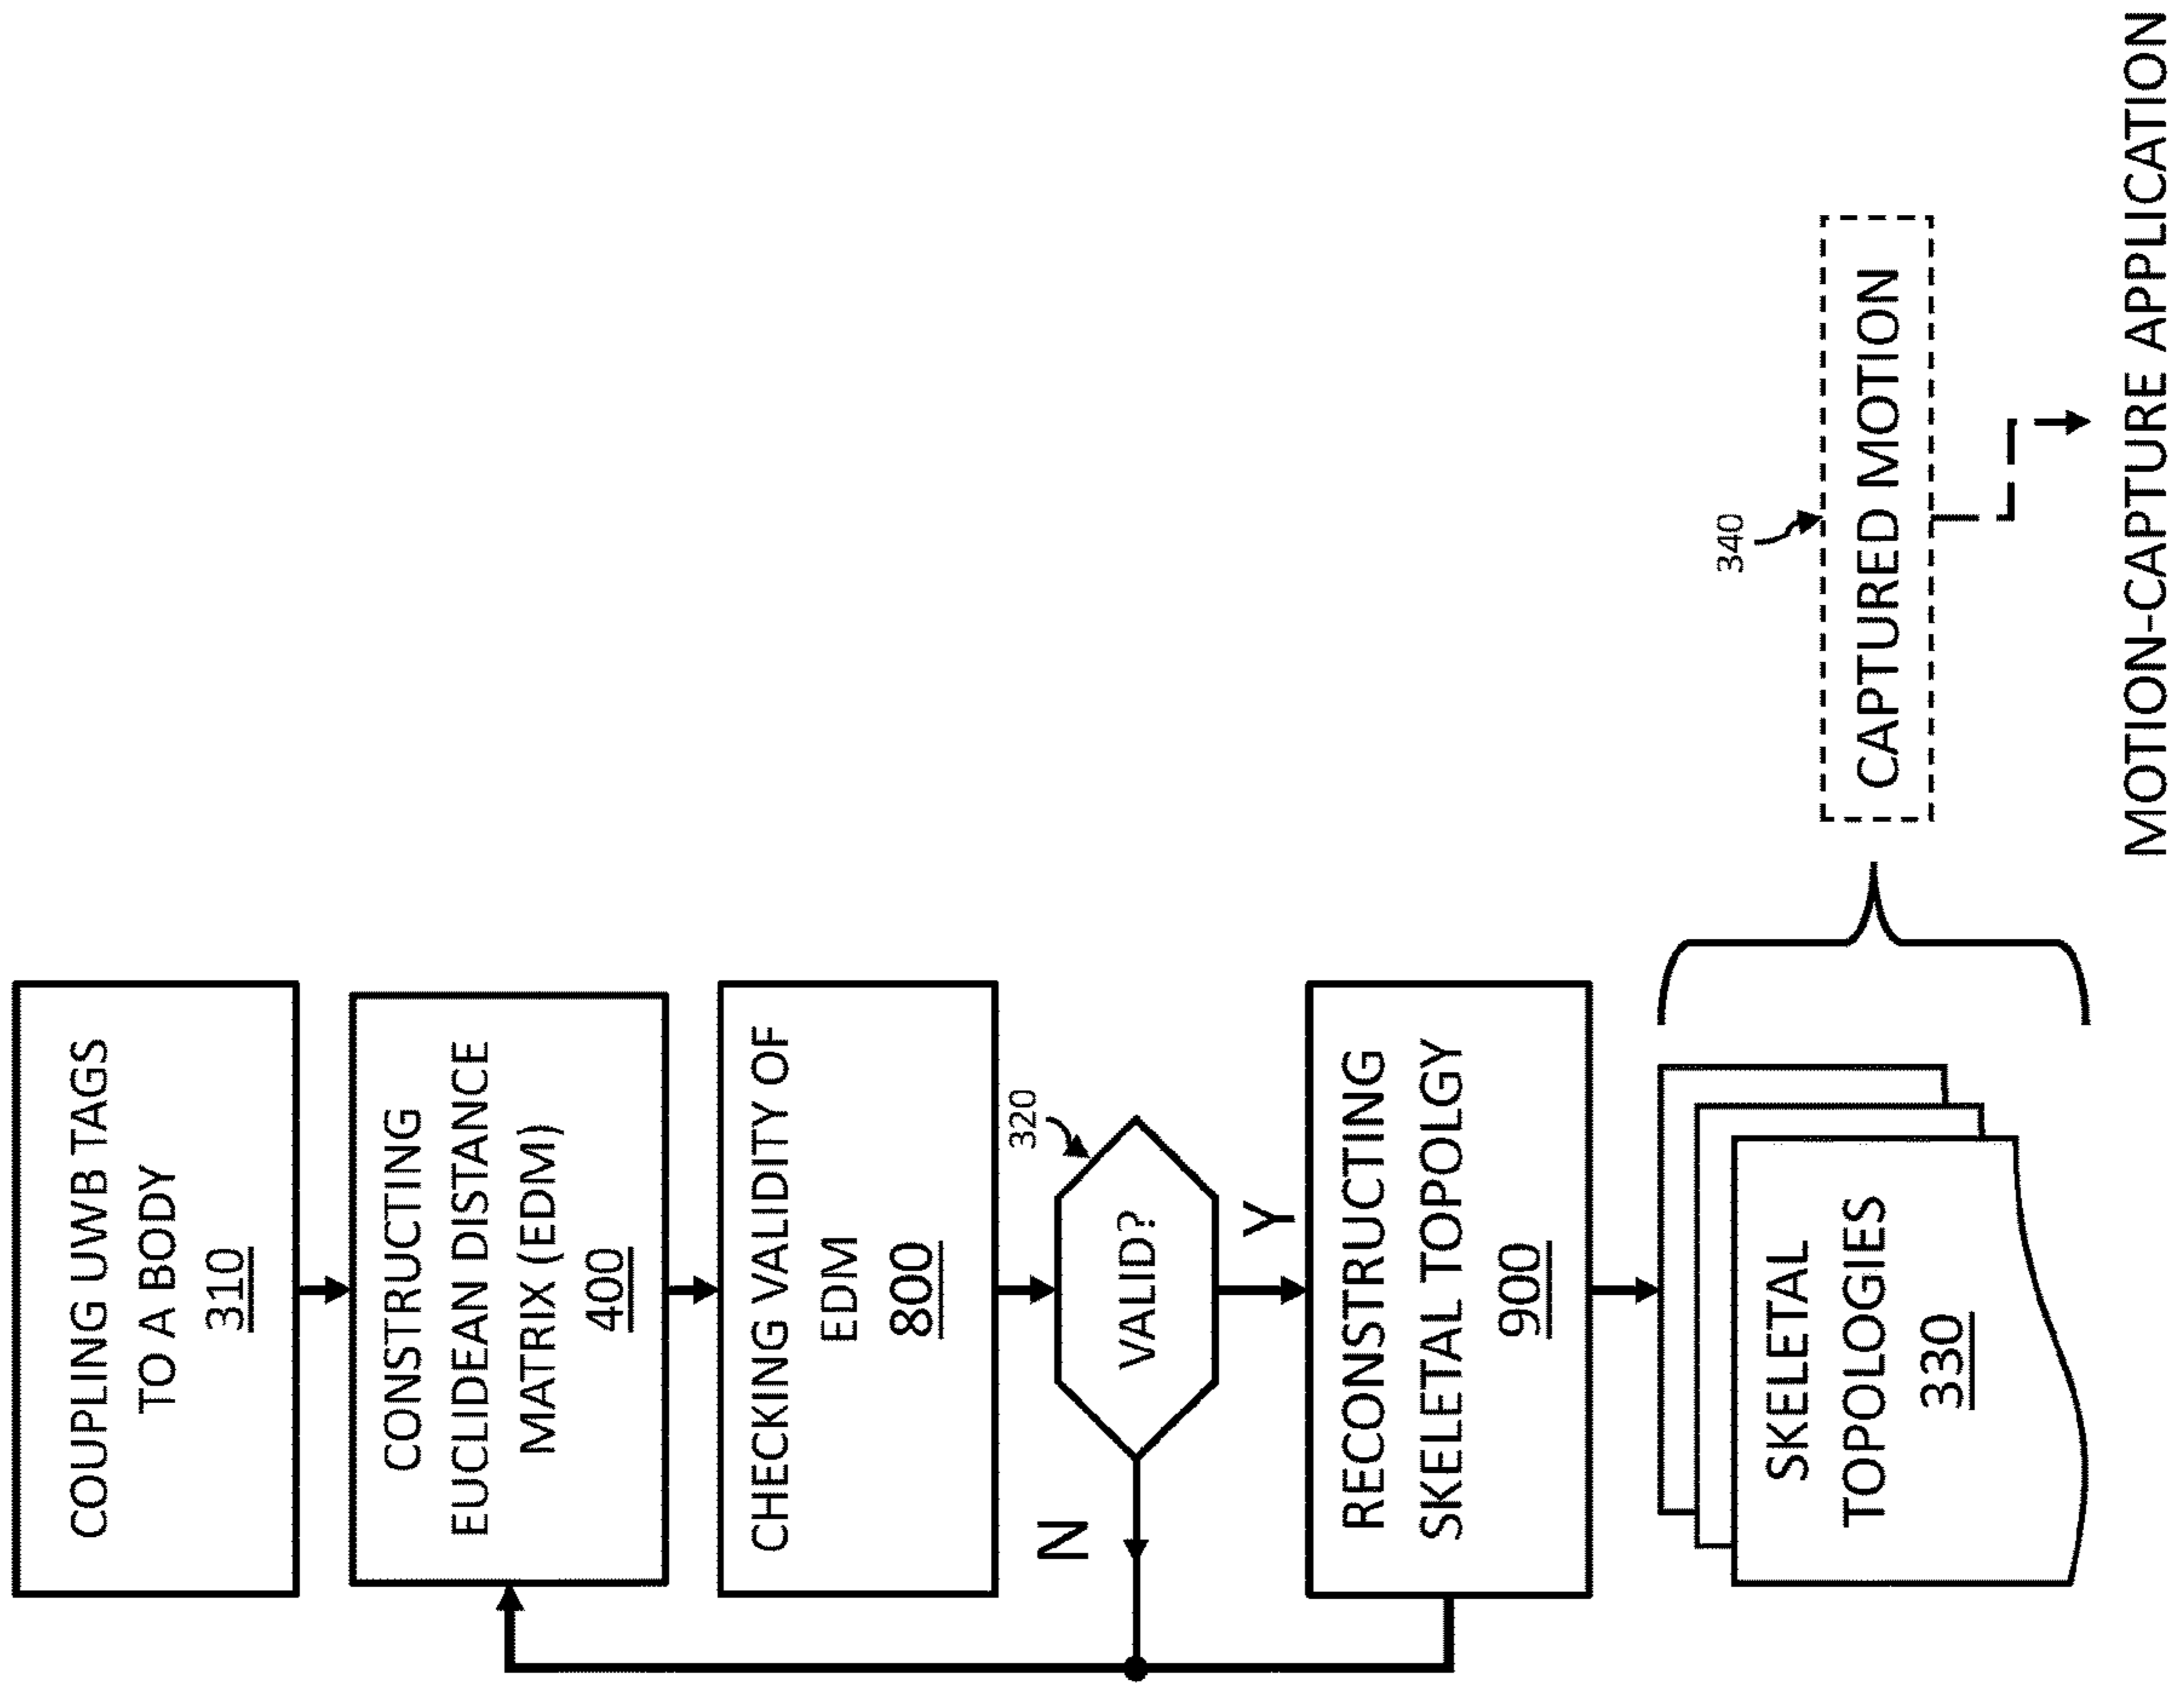 COUPLING UWB TAGS
TO A BODY
310
CONSTRUCTING
EUCLIDEAN DISTANCE
MATRIX (EDM)
400
CHECKING VALIDITY OF
EDM
800
320
VALID?
N
Y
RECONSTRUCTING
SKELETAL TOPOLGY
900
SKELETAL
TOPOLOGIES
330
340
CAPTURED MOTION
MOTION-CAPTURE APPLICATION